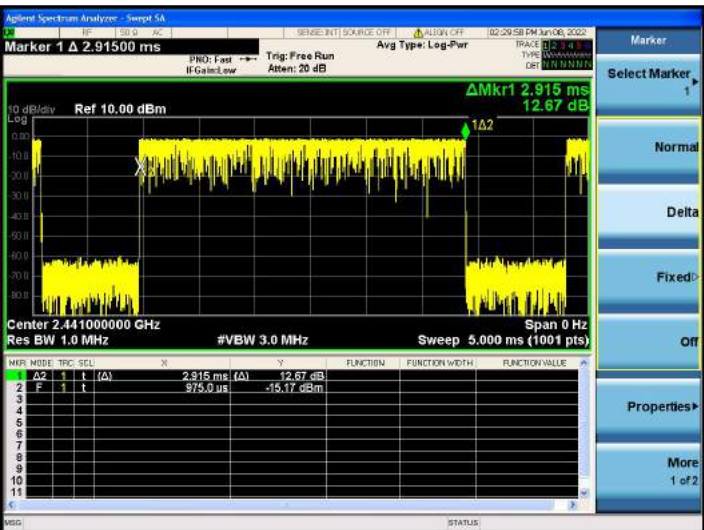 Agilent Spectrum Analyzer - Swept SA
RF 50 Ω AC SENSE:INT SOURCE OFF ALIGN OFF 02:29:58 PM Jun 08, 2022
Marker 1 Δ 2.91500 ms
PNO: Fast
IFGain:Low
Trig: Free Run
Atten: 20 dB
Avg Type: Log-Pwr
TRACE 1 2 3 4 5 6
TYPE
DET N N N N N N
ΔMkr1 2.915 ms
12.67 dB
10 dB/div Ref 10.00 dBm
Log
1Δ2
0.00
-10.0
-20.0
-30.0
-40.0
-50.0
-60.0
-70.0
-80.0
Center 2.441000000 GHz Span 0 Hz
Res BW 1.0 MHz #VBW 3.0 MHz Sweep 5.000 ms (1001 pts)
MKR MODE TRC SCL X Y FUNCTION FUNCTION WIDTH FUNCTION VALUE
1 Δ2 1 t (Δ) 2.915 ms (Δ) 12.67 dB
2 F 1 t 975.0 us -15.17 dBm
3
4
5
6
7
8
9
10
11
MSG STATUS
Marker
Select Marker
1
Normal
Delta
Fixed
Off
Properties
More
1 of 2